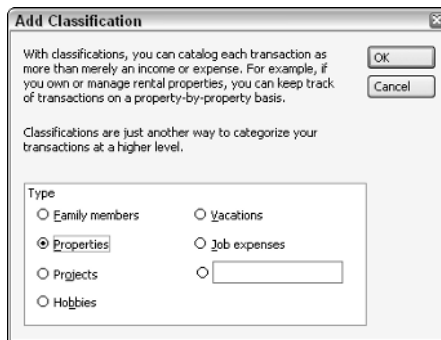 Add Classification
With classifications, you can catalog each transaction as
more than merely an income or expense. For example, if
you own or manage rental properties, you can keep track
of transactions on a property-by-property basis.
Classifications are just another way to categorize your
transactions at a higher level.
OK
Cancel
Type
Family members
Properties
Projects
Hobbies
Vacations
Job expenses